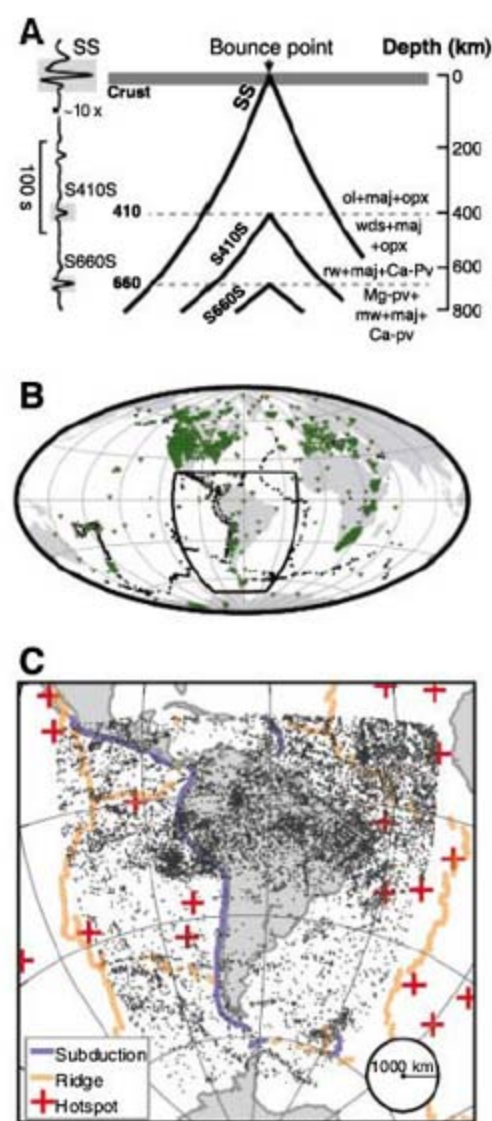 A
SS
~10 x
100 s
S410S
S660S
Bounce point
Crust
SS
410
S410S
660
S660S
Depth (km)
0
200
400
600
800
ol+maj+opx
wds+maj
+opx
rw+maj+Ca-Pv
Mg-pv+
mw+maj+
Ca-pv
B
C
Subduction
Ridge
Hotspot
1000 km